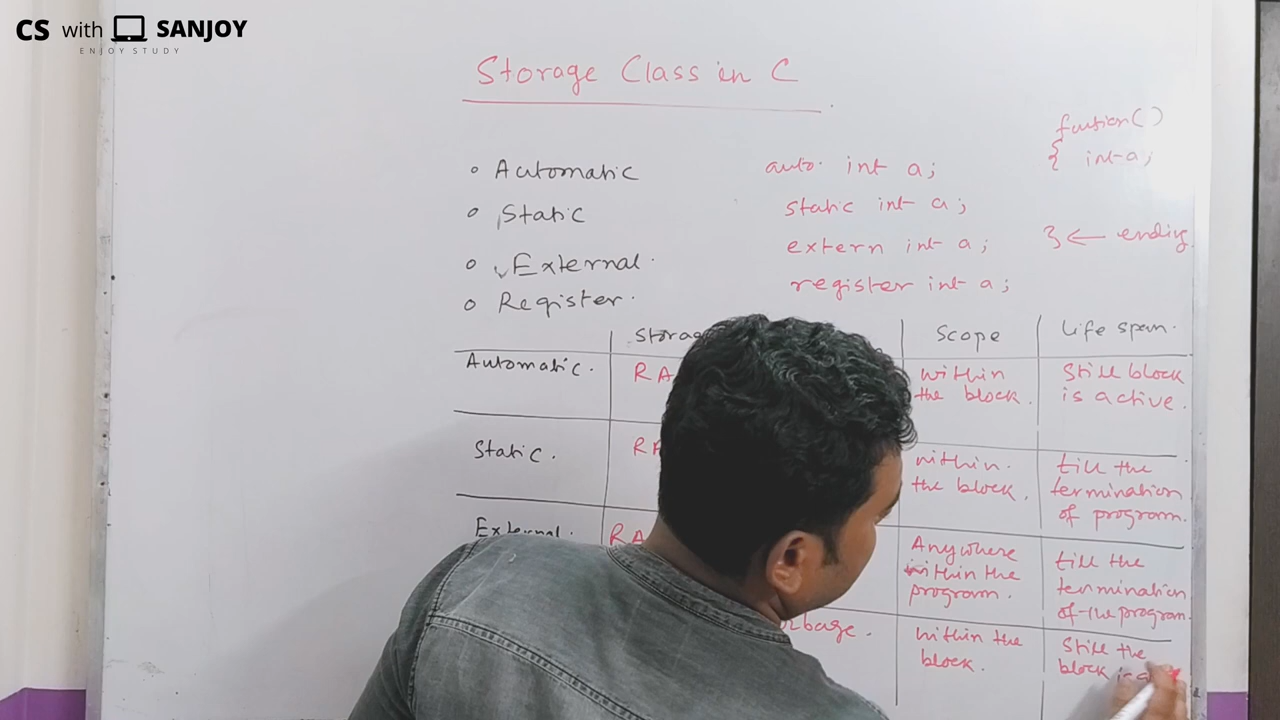 CS with SANJOY
ENJOY STUDY
Storage Class in C
function()
{ int a;
} ← ending
• Automatic auto int a;
• Static static int a;
• External. extern int a;
• Register. register int a;
Scope Life span.
Automatic. RA within the block. Still block is active.
Static. RA within the block. till the termination of program.
External. RA Anywhere within the program. till the termination of the program
rbage. within the block. Still the block is a